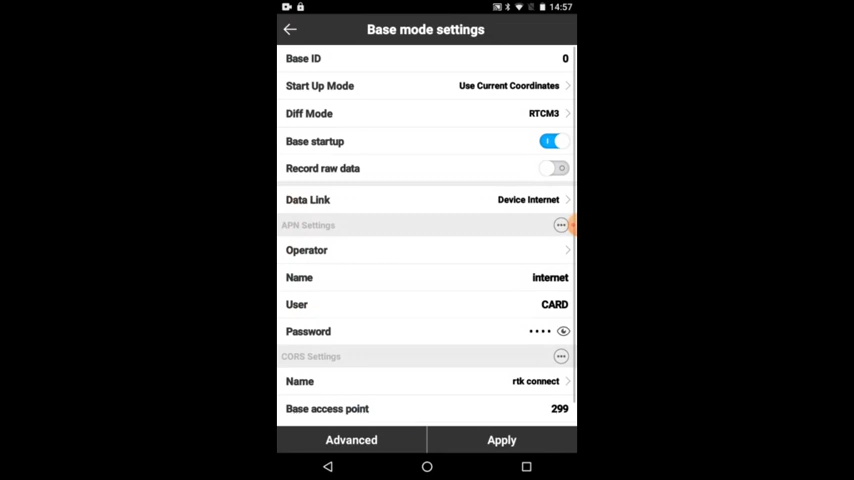 14:57
Base mode settings
Base ID 0
Start Up Mode Use Current Coordinates
Diff Mode RTCM3
Base startup
Record raw data
Data Link Device Internet
APN Settings
Operator
Name internet
User CARD
Password ••••
CORS Settings
Name rtk connect
Base access point 299
Advanced Apply